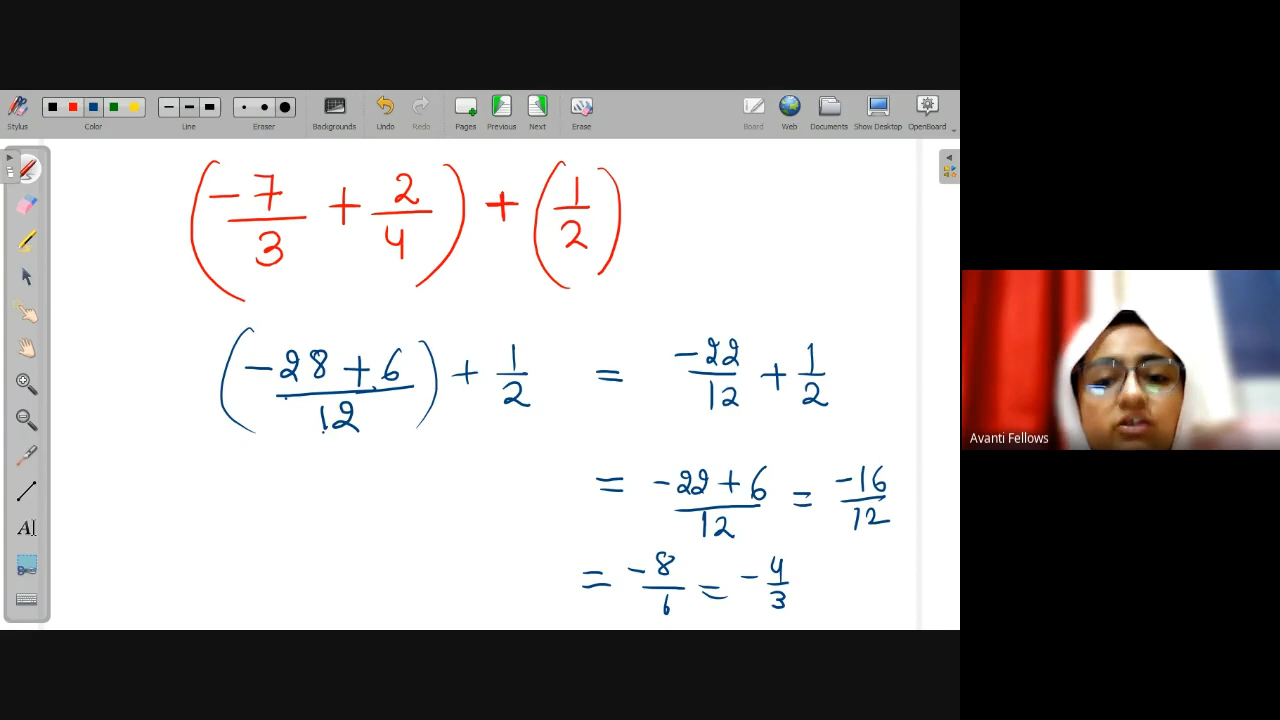 Stylus Color Line Eraser Backgrounds Undo Redo Pages Previous Next Erase Board Web Documents Show Desktop OpenBoard
(-7/3 + 2/4) + (1/2)
((-28 + 6)/12) + 1/2 = -22/12 + 1/2
= (-22 + 6)/12 = -16/12
= -8/6 = -4/3
AI
Avanti Fellows